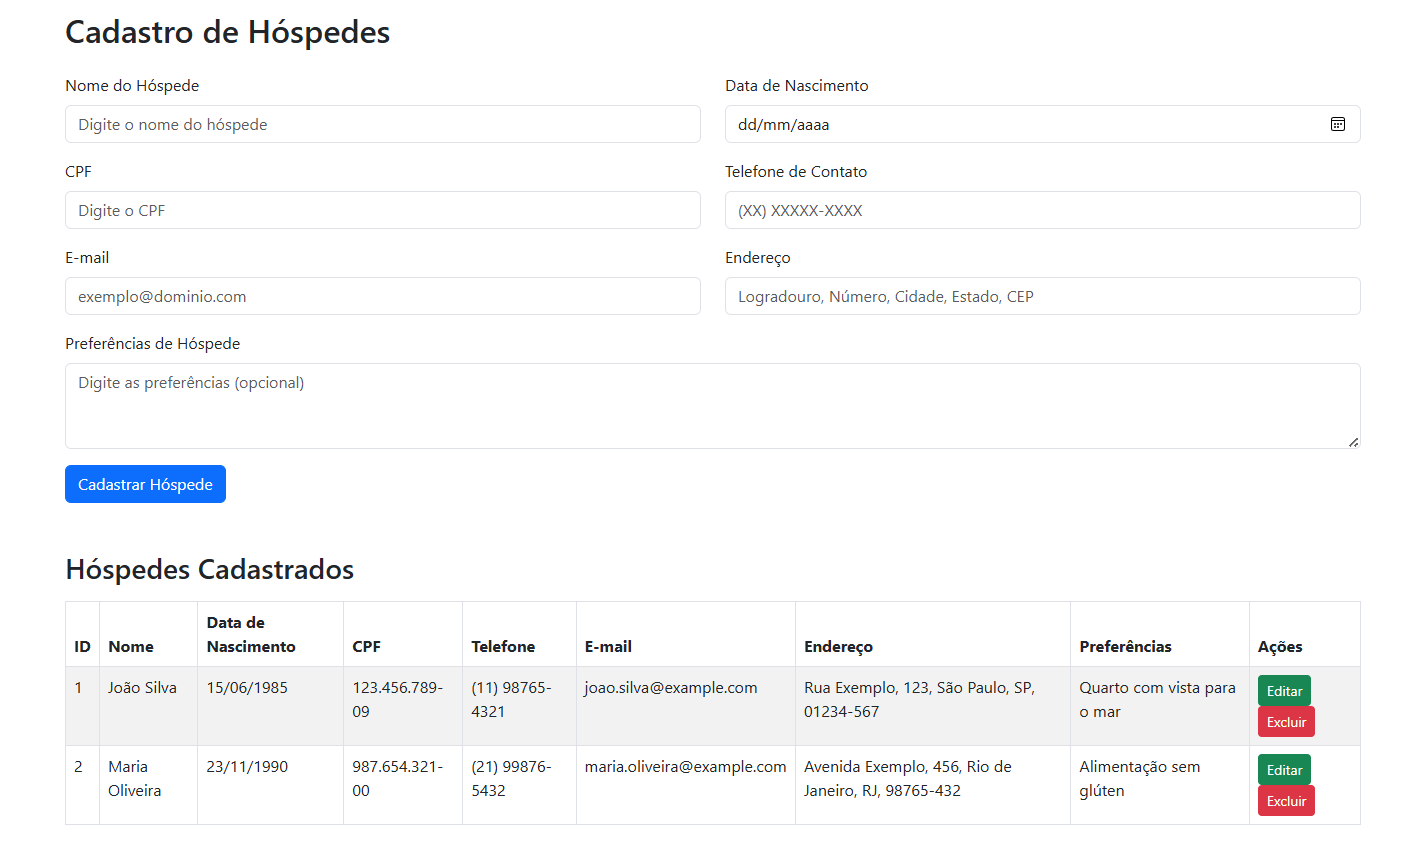 Cadastro de Hóspedes
Nome do Hóspede
Digite o nome do hóspede
Data de Nascimento
dd/mm/aaaa
CPF
Digite o CPF
Telefone de Contato
(XX) XXXXX-XXXX
E-mail
exemplo@dominio.com
Endereço
Logradouro, Número, Cidade, Estado, CEP
Preferências de Hóspede
Digite as preferências (opcional)
Cadastrar Hóspede
Hóspedes Cadastrados
ID
Nome
Data de
Nascimento
CPF
Telefone
E-mail
Endereço
Preferências
Ações
1
João Silva
15/06/1985
123.456.789-
09
(11) 98765-
4321
joao.silva@example.com
Rua Exemplo, 123, São Paulo, SP,
01234-567
Quarto com vista para
o mar
Editar
Excluir
2
Maria
Oliveira
23/11/1990
987.654.321-
00
(21) 99876-
5432
maria.oliveira@example.com
Avenida Exemplo, 456, Rio de
Janeiro, RJ, 98765-432
Alimentação sem
glúten
Editar
Excluir